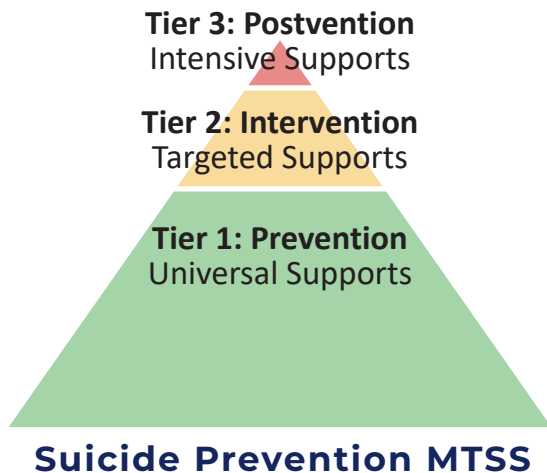 Tier 3: Postvention
Intensive Supports
Tier 2: Intervention
Targeted Supports
Tier 1: Prevention
Universal Supports
Suicide Prevention MTSS